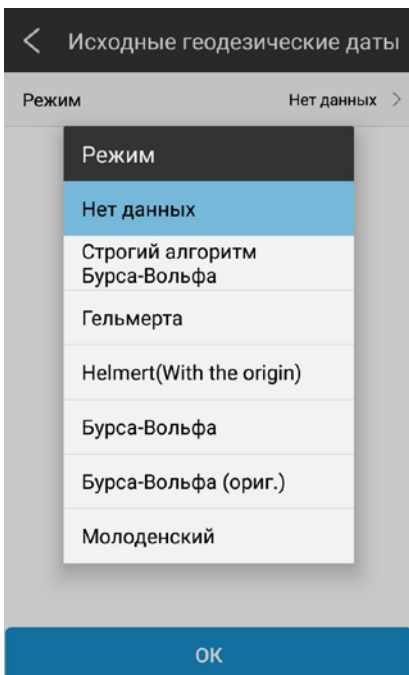 Исходные геодезические даты
Режим Нет данных
Режим
Нет данных
Строгий алгоритм
Бурса-Вольфа
Гельмерта
Helmert(With the origin)
Бурса-Вольфа
Бурса-Вольфа (ориг.)
Молоденский
ОК